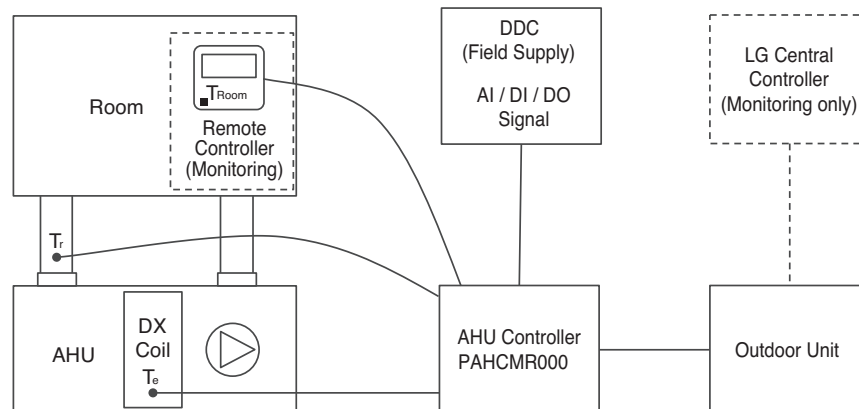 Room
TRoom
Remote
Controller
(Monitoring)
DDC
(Field Supply)
AI / DI / DO
Signal
LG Central
Controller
(Monitoring only)
Tr
AHU
DX
Coil
Te
AHU Controller
PAHCMR000
Outdoor Unit